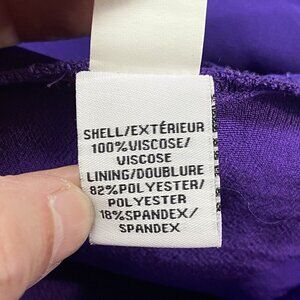 SHELL/EXTÉRIEUR
100%VISCOSE/
VISCOSE
LINING/DOUBLURE
82%POLYESTER/
POLYESTER
18%SPANDEX/
SPANDEX